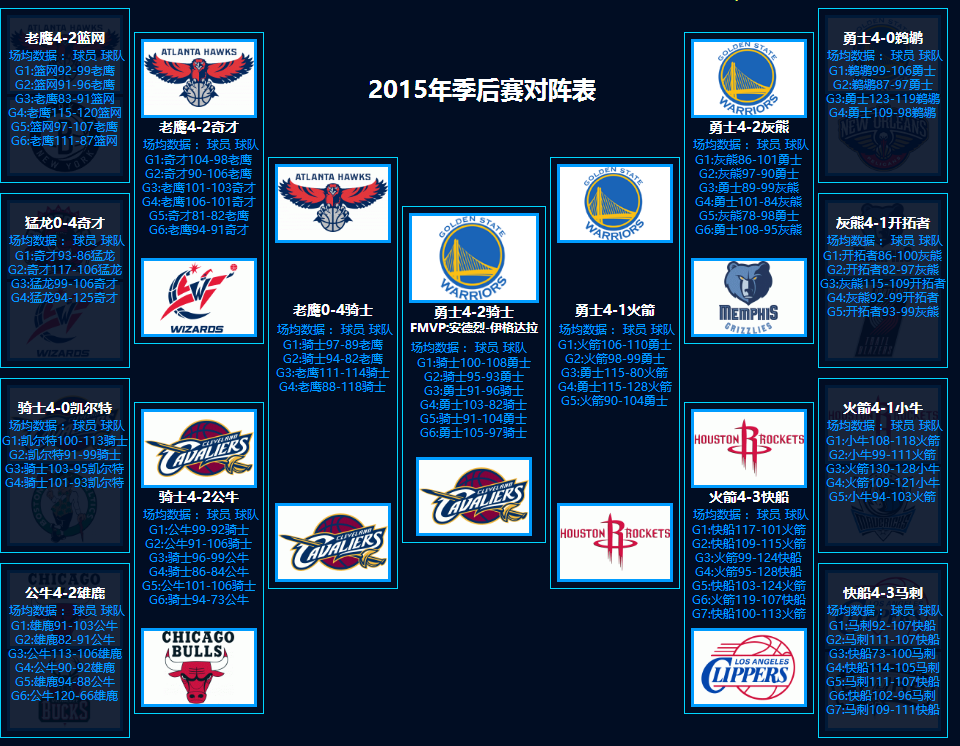 2015年季后赛对阵表
老鹰4-2篮网
场均数据： 球员 球队
G1:篮网92-99老鹰
G2:篮网91-96老鹰
G3:老鹰83-91篮网
G4:老鹰115-120篮网
G5:篮网97-107老鹰
G6:老鹰111-87篮网
猛龙0-4奇才
场均数据： 球员 球队
G1:奇才93-86猛龙
G2:奇才117-106猛龙
G3:猛龙99-106奇才
G4:猛龙94-125奇才
WIZARDS
骑士4-0凯尔特
G1:凯尔特100-113骑士
G2:凯尔特91-99骑士
G3:骑士103-95凯尔特
G4:骑士101-93凯尔特
CHICAGO
公牛4-2雄鹿
场均数据： 球员 球队
G1:雄鹿91-103公牛
G2:雄鹿82-91公牛
G3:公牛113-106雄鹿
G4:公牛90-92雄鹿
G5:雄鹿94-88公牛
G6:公牛120-66雄鹿
BUCKS
ATLANTA HAWKS
老鹰4-2奇才
场均数据： 球员 球队
G1:奇才104-98老鹰
G2:奇才90-106老鹰
G3:老鹰101-103奇才
G4:老鹰106-101奇才
G5:奇才81-82老鹰
G6:老鹰94-91奇才
WIZARDS
CLEVELAND
CAVALIERS
骑士4-2公牛
场均数据： 球员 球队
G1:公牛99-92骑士
G2:公牛91-106骑士
G3:骑士96-99公牛
G4:骑士86-84公牛
G5:公牛101-106骑士
G6:骑士94-73公牛
CHICAGO
BULLS
ATLANTA HAWKS
老鹰0-4骑士
场均数据： 球员 球队
G1:骑士97-89老鹰
G2:骑士94-82老鹰
G3:老鹰111-114骑士
G4:老鹰88-118骑士
CLEVELAND
CAVALIERS
GOLDEN STATE
WARRIORS
勇士4-2骑士
FMVP:安德烈-伊格达拉
场均数据： 球员 球队
G1:骑士100-108勇士
G2:骑士95-93勇士
G3:勇士91-96骑士
G4:勇士103-82骑士
G5:骑士91-104勇士
G6:勇士105-97骑士
CLEVELAND
CAVALIERS
GOLDEN STATE
WARRIORS
勇士4-1火箭
场均数据： 球员 球队
G1:火箭106-110勇士
G2:火箭98-99勇士
G3:勇士115-80火箭
G4:勇士115-128火箭
G5:火箭90-104勇士
HOUSTON ROCKETS
GOLDEN STATE
WARRIORS
勇士4-2灰熊
场均数据： 球员 球队
G1:灰熊86-101勇士
G2:灰熊97-90勇士
G3:勇士89-99灰熊
G4:勇士101-84灰熊
G5:灰熊78-98勇士
G6:勇士108-95灰熊
MEMPHIS
GRIZZLIES
HOUSTON ROCKETS
火箭4-3快船
场均数据： 球员 球队
G1:快船117-101火箭
G2:快船109-115火箭
G3:火箭99-124快船
G4:火箭95-128快船
G5:快船103-124火箭
G6:火箭119-107快船
G7:快船100-113火箭
LOS ANGELES
CLIPPERS
勇士4-0鹈鹕
场均数据： 球员 球队
G1:鹈鹕99-106勇士
G2:鹈鹕87-97勇士
G3:勇士123-119鹈鹕
G4:勇士109-98鹈鹕
NEW ORLEANS
灰熊4-1开拓者
场均数据： 球员 球队
G1:开拓者86-100灰熊
G2:开拓者82-97灰熊
G3:灰熊115-109开拓者
G4:灰熊92-99开拓者
G5:开拓者93-99灰熊
火箭4-1小牛
场均数据： 球员 球队
G1:小牛108-118火箭
G2:小牛99-111火箭
G3:火箭130-128小牛
G4:火箭109-121小牛
G5:小牛94-103火箭
快船4-3马刺
场均数据： 球员 球队
G1:马刺92-107快船
G2:马刺111-107快船
G3:快船73-100马刺
G4:快船114-105马刺
G5:马刺111-107快船
G6:快船102-96马刺
G7:马刺109-111快船